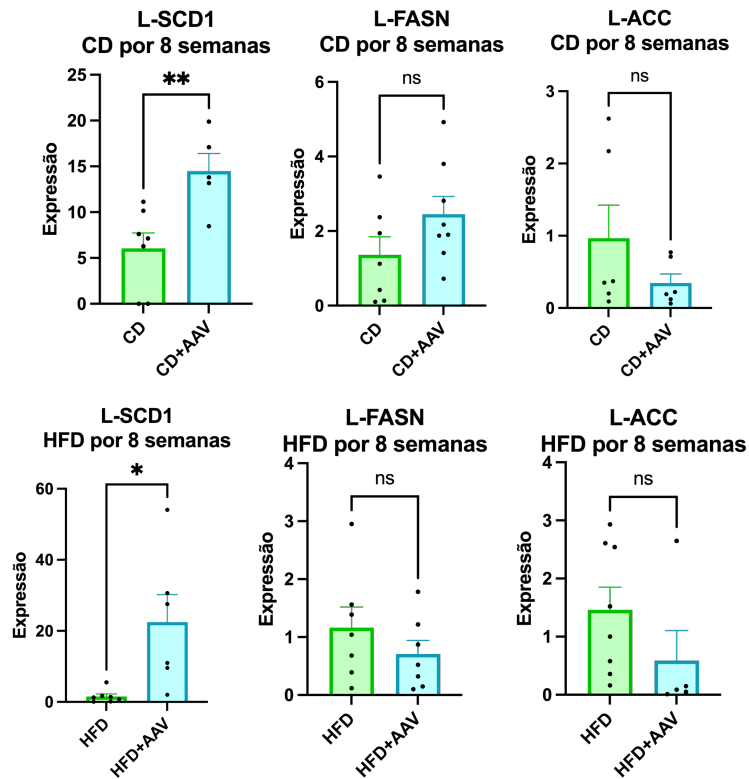 L-SCD1
CD por 8 semanas
Expressão
25
20
15
10
5
0
**
CD
CD+AAV
L-FASN
CD por 8 semanas
Expressão
6
4
2
0
ns
CD
CD+AAV
L-ACC
CD por 8 semanas
Expressão
3
2
1
0
ns
CD
CD+AAV
L-SCD1
HFD por 8 semanas
Expressão
60
40
20
0
*
HFD
HFD+AAV
L-FASN
HFD por 8 semanas
Expressão
4
3
2
1
0
ns
HFD
HFD+AAV
L-ACC
HFD por 8 semanas
Expressão
4
3
2
1
0
ns
HFD
HFD+AAV